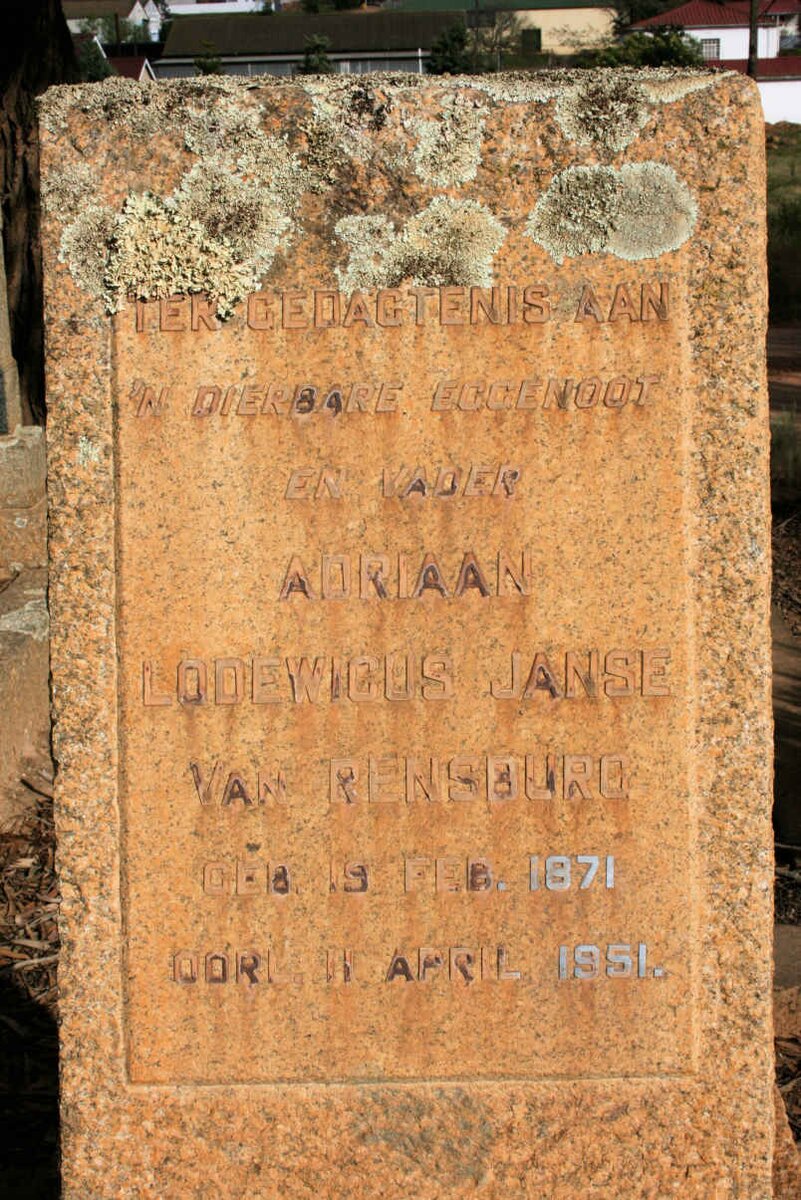 TER GEDAGTENIS AAN
'N DIERBARE EGGENOOT
EN VADER
ADRIAAN
LODEWICUS JANSE
VAN RENSBURG
GEB. 19 FEB. 1871
OORL. 11 APRIL 1951.